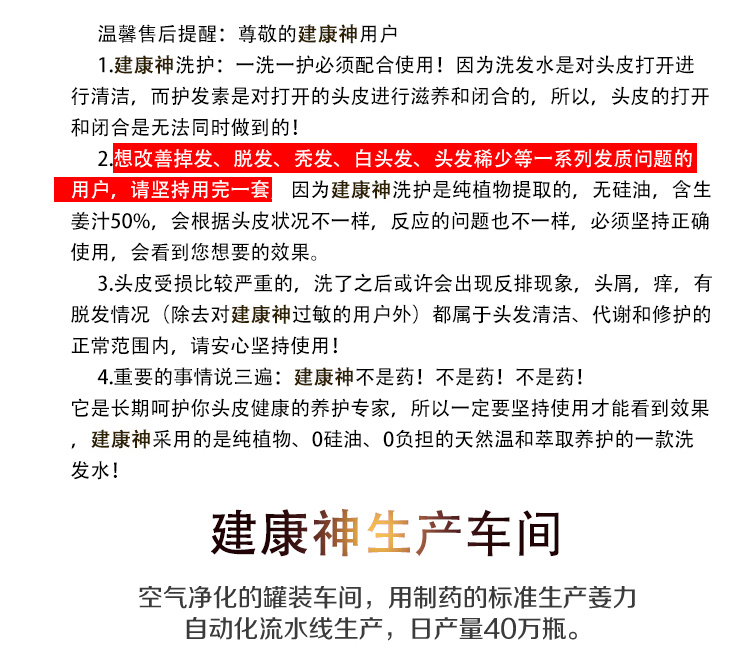 温馨售后提醒：尊敬的建康神用户
1.建康神洗护：一洗一护必须配合使用！因为洗发水是对头皮打开进
行清洁，而护发素是对打开的头皮进行滋养和闭合的，所以，头皮的打开
和闭合是无法同时做到的！
2.想改善掉发、脱发、秃发、白头发、头发稀少等一系列发质问题的
用户，请坚持用完一套 因为建康神洗护是纯植物提取的，无硅油，含生
姜汁50%，会根据头皮状况不一样，反应的问题也不一样，必须坚持正确
使用，会看到您想要的效果。
3.头皮受损比较严重的，洗了之后或许会出现反排现象，头屑，痒，有
脱发情况（除去对建康神过敏的用户外）都属于头发清洁、代谢和修护的
正常范围内，请安心坚持使用！
4.重要的事情说三遍：建康神不是药！不是药！不是药！
它是长期呵护你头皮健康的养护专家，所以一定要坚持使用才能看到效果
，建康神采用的是纯植物、0硅油、0负担的天然温和萃取养护的一款洗
发水！
建康神生产车间
空气净化的罐装车间，用制药的标准生产姜力
自动化流水线生产，日产量40万瓶。